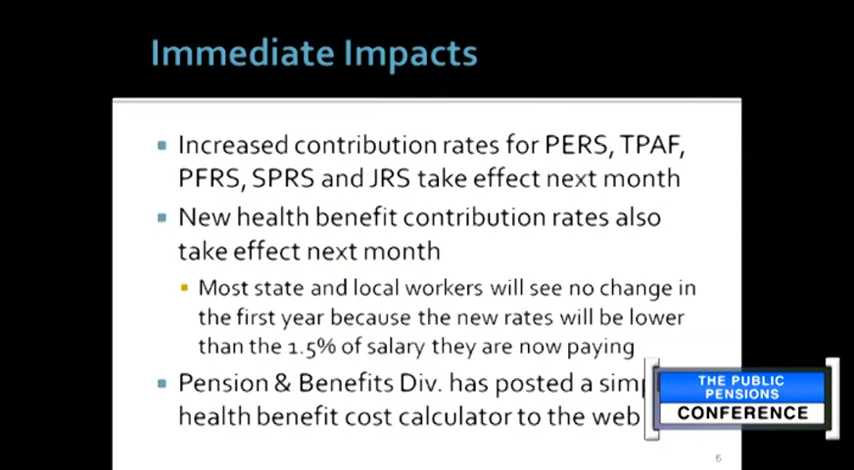 Immediate Impacts
Increased contribution rates for PERS, TPAF,
PFRS, SPRS and JRS take effect next month
New health benefit contribution rates also
take effect next month
Most state and local workers will see no change in
the first year because the new rates will be lower
than the 1.5% of salary they are now paying
Pension & Benefits Div. has posted a
health benefit cost calculator to the web
THE PUBLIC
PENSIONS
CONFERENCE
6